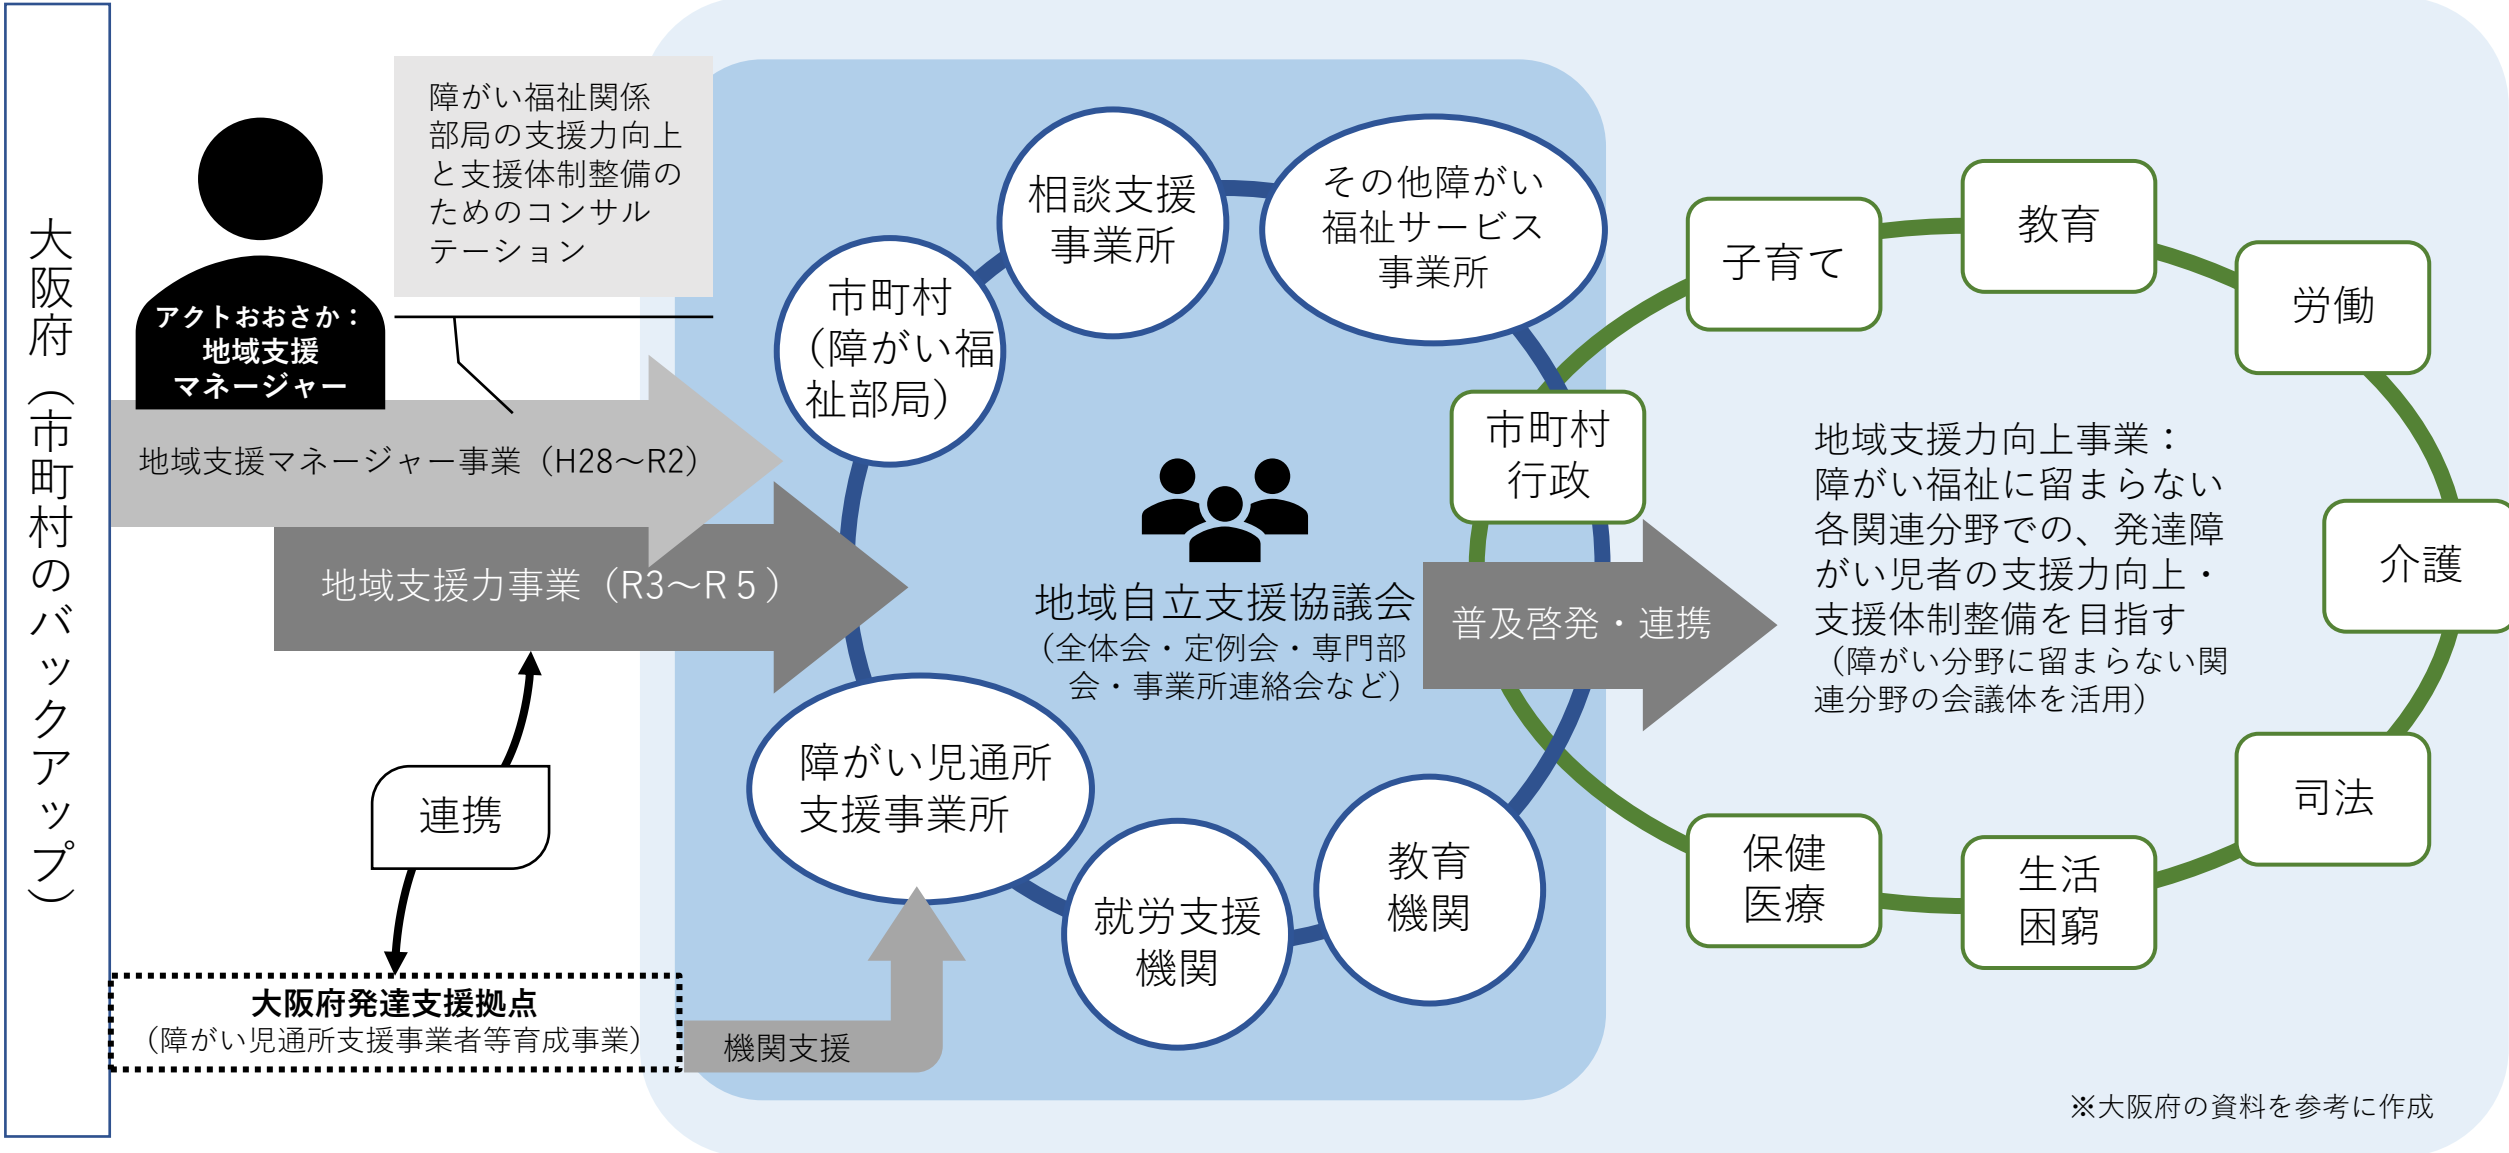 大阪府（市町村のバックアップ）
障がい福祉関係
部局の支援力向上
と支援体制整備の
ためのコンサル
テーション
アクトおおさか：
地域支援
マネージャー
地域支援マネージャー事業（H28～R2）
地域支援力事業（R3～R５）
連携
大阪府発達支援拠点
（障がい児通所支援事業者等育成事業）
機関支援
市町村
（障がい福
祉部局）
相談支援
事業所
その他障がい
福祉サービス
事業所
地域自立支援協議会
（全体会・定例会・専門部
会・事業所連絡会など）
障がい児通所
支援事業所
就労支援
機関
教育
機関
市町村
行政
普及啓発・連携
子育て
教育
労働
介護
司法
生活
困窮
保健
医療
地域支援力向上事業：
障がい福祉に留まらない
各関連分野での、発達障
がい児者の支援力向上・
支援体制整備を目指す
（障がい分野に留まらない関
連分野の会議体を活用）
※大阪府の資料を参考に作成